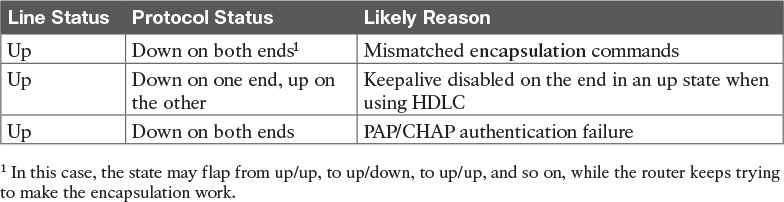 Line Status Protocol Status Likely Reason
Up Down on both ends¹ Mismatched encapsulation commands
Up Down on one end, up on the other Keepalive disabled on the end in an up state when using HDLC
Up Down on both ends PAP/CHAP authentication failure
¹ In this case, the state may flap from up/up, to up/down, to up/up, and so on, while the router keeps trying
to make the encapsulation work.